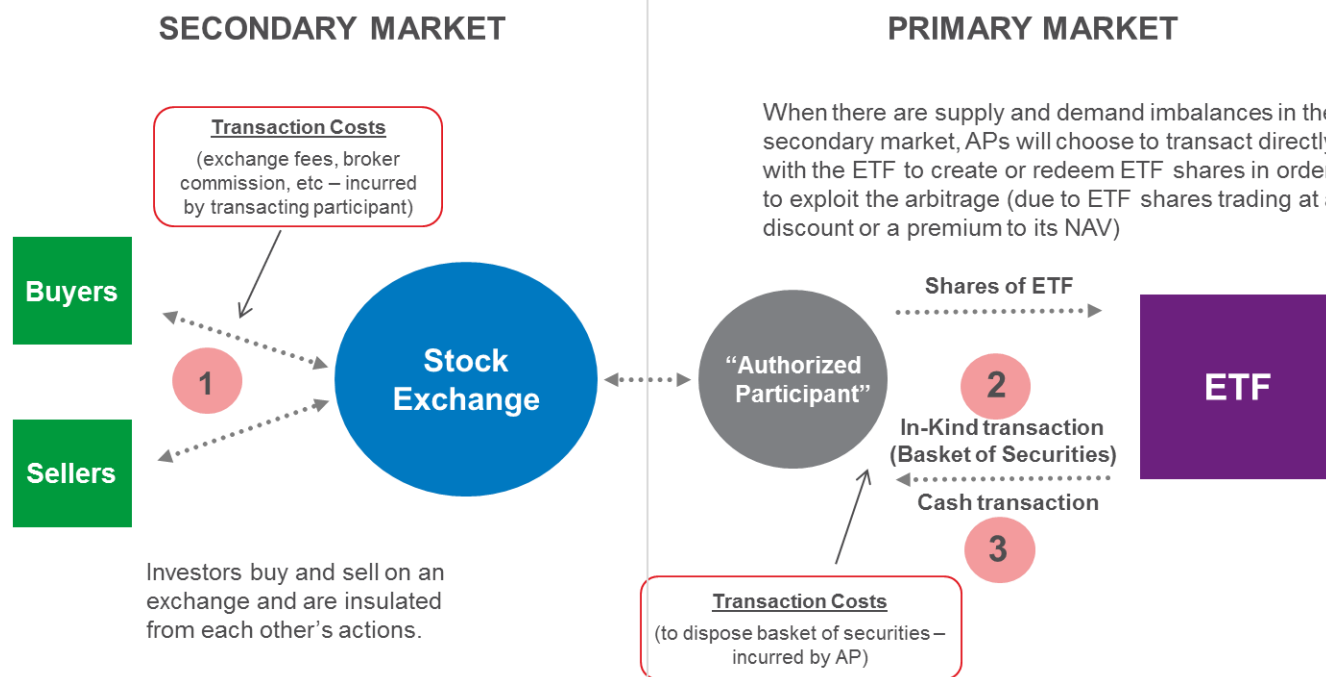 SECONDARY MARKET
PRIMARY MARKET
Transaction Costs
(exchange fees, broker
commission, etc – incurred
by transacting participant)
When there are supply and demand imbalances in the
secondary market, APs will choose to transact directly
with the ETF to create or redeem ETF shares in order
to exploit the arbitrage (due to ETF shares trading at a
discount or a premium to its NAV)
Buyers
1
Sellers
Stock
Exchange
“Authorized
Participant”
Shares of ETF
2
In-Kind transaction
(Basket of Securities)
Cash transaction
3
ETF
Investors buy and sell on an
exchange and are insulated
from each other’s actions.
Transaction Costs
(to dispose basket of securities –
incurred by AP)